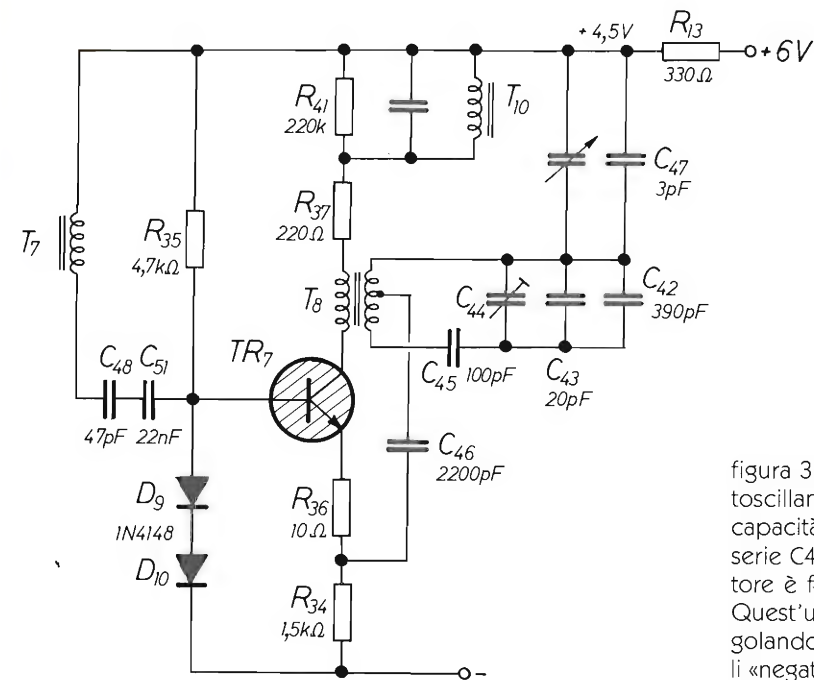 R13
330Ω
+ 4,5V
+6V
R41
220k
T10
C47
3pF
R37
220Ω
T7
R35
4,7kΩ
T8
C44
C42
390pF
C45
100pF
C43
20pF
TR7
C48
C51
47pF
22nF
C46
2200pF
D9
1N4148
D10
R36
10Ω
R34
1,5kΩ
-
figura 3
toscillar
capacità
serie C4
tore è f
Quest'u
golando
li «negat